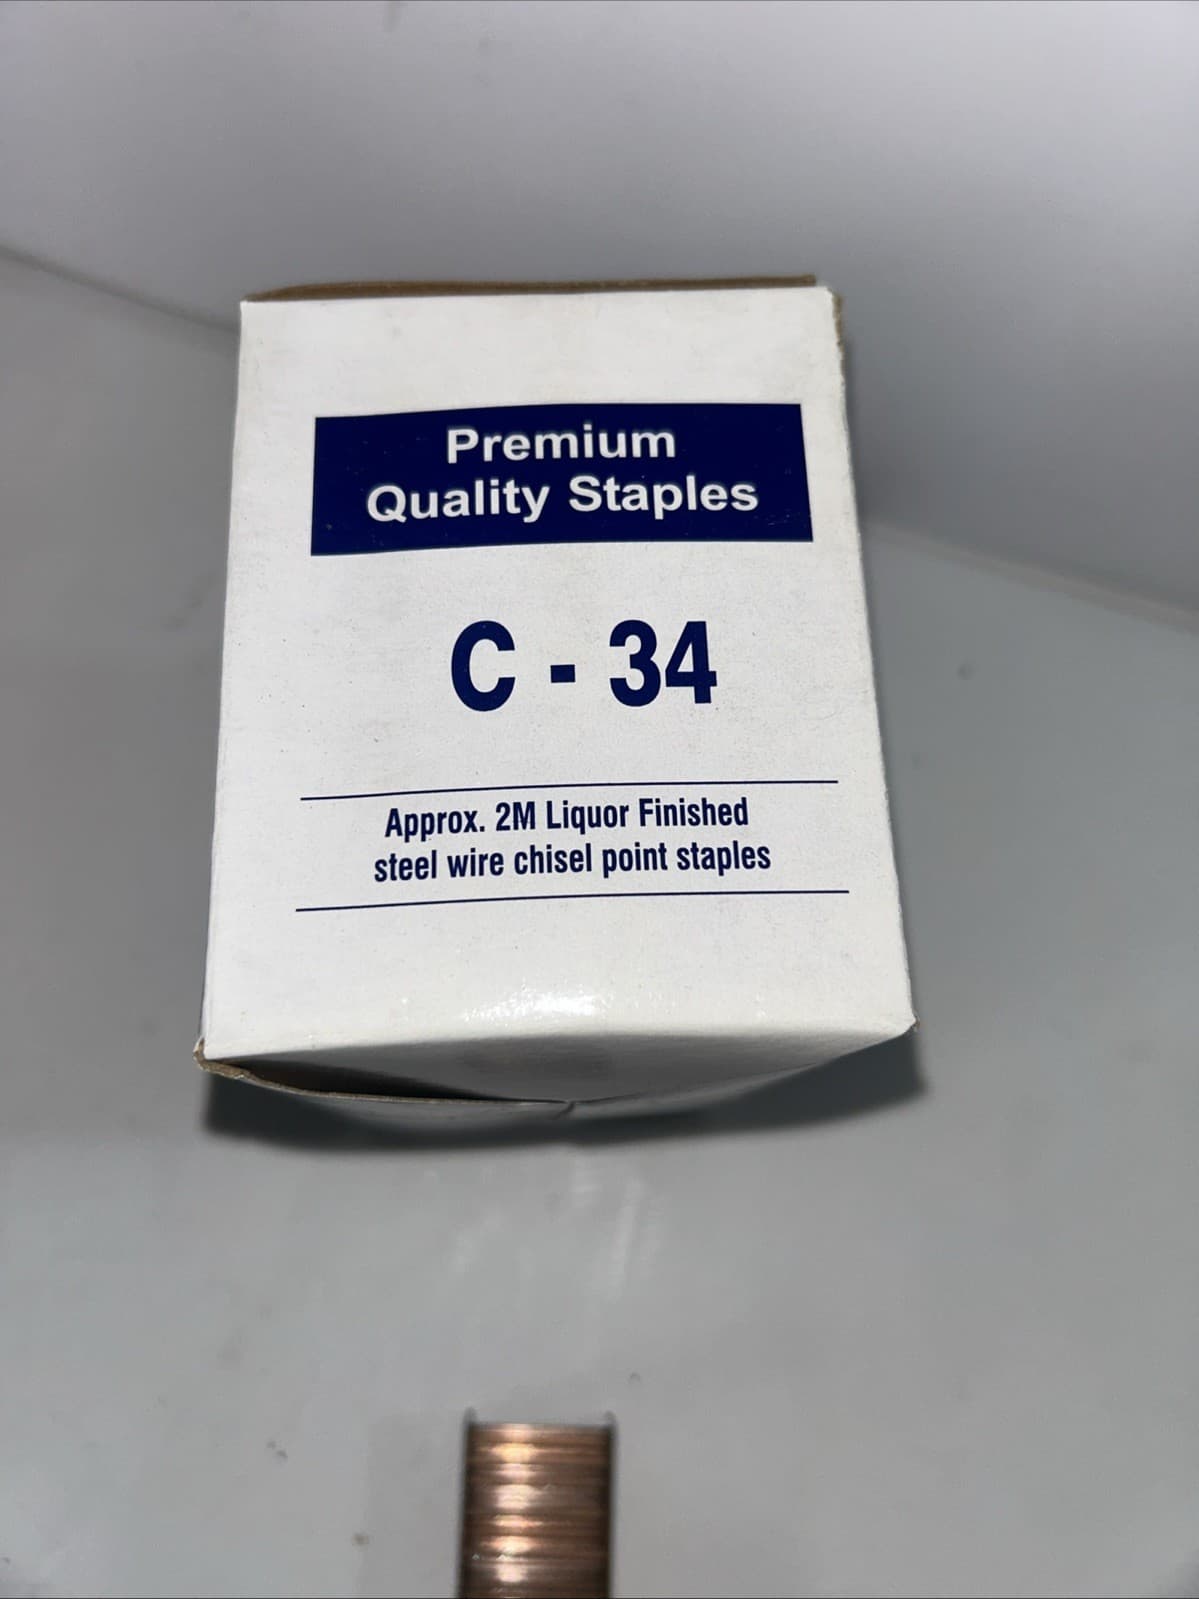 Premium
Quality Staples
C - 34
Approx. 2M Liquor Finished
steel wire chisel point staples